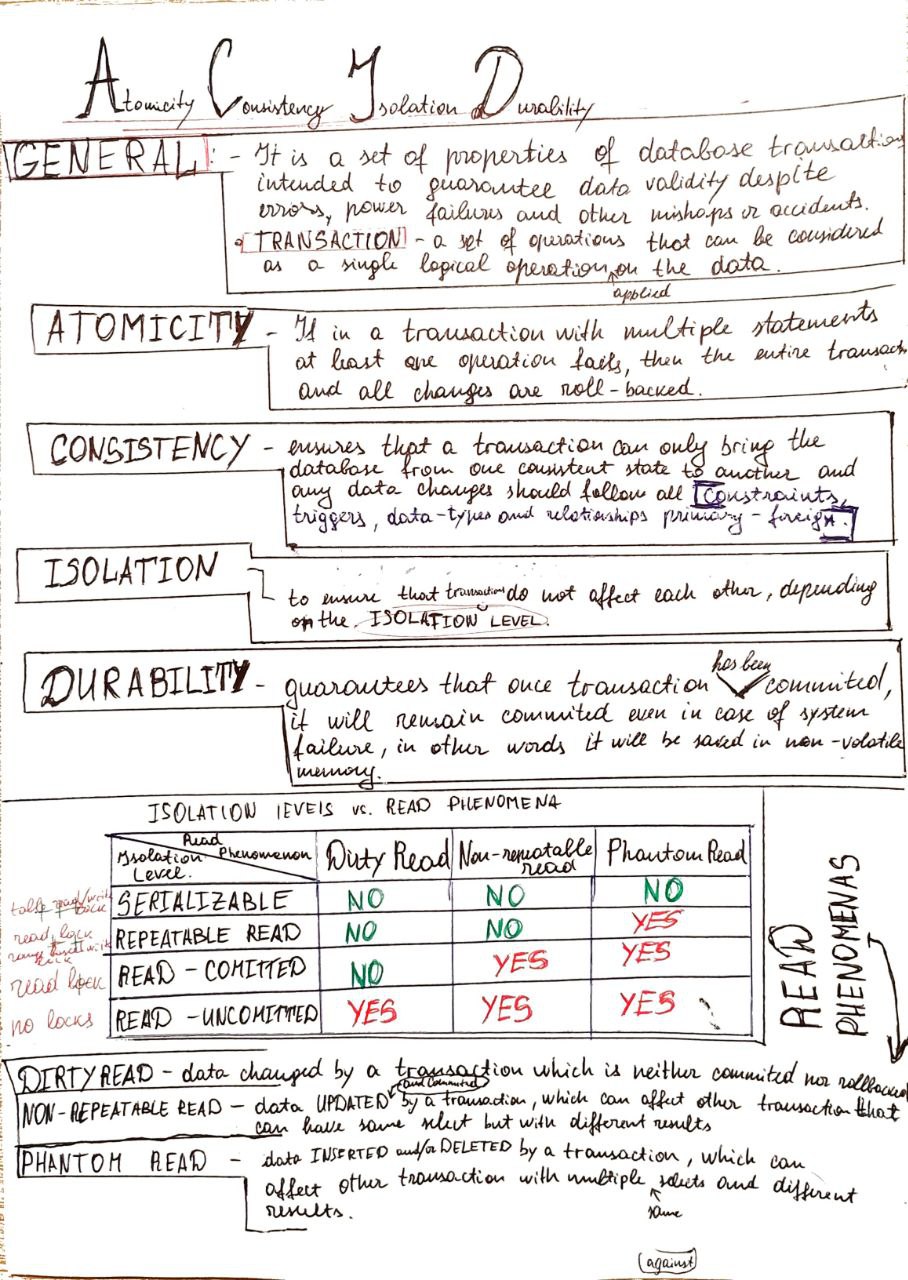 Atomicity Consistency Isolation Durability
GENERAL: - It is a set of properties of database transaction
intended to guarantee data validity despite
errors, power failures and other mishaps or accidents.
TRANSACTION - a set of operations that can be considered
as a single logical operation on the data.
applied
ATOMICITY - If in a transaction with multiple statements
at least one operation fails, then the entire transact
and all changes are roll-backed.
CONSISTENCY - ensures that a transaction can only bring the
database from one consistent state to another and
any data changes should follow all constraints,
triggers, data-types and relationships primary-foreign.
ISOLATION
to ensure that transactions do not affect each other, depending
on the ISOLATION LEVEL.
has been
DURABILITY - guarantees that once transaction commited,
it will remain commited even in case of system
failure, in other words it will be saved in non-volatile
memory.
ISOLATION LEVELS vs. READ PHENOMENA
Read Phenomenon
Isolation Level. Dirty Read Non-repeatable read Phantom Read
SERIALIZABLE NO NO NO
read lock REPEATABLE READ NO NO YES
read lock READ - COMITTED NO YES YES
no locks READ - UNCOMITTED YES YES YES
READ PHENOMENAS
DIRTY READ - data changed by a transaction which is neither commited nor rollbacked
and commited
NON-REPEATABLE READ - data UPDATED by a transaction, which can affect other transaction that
can have same select but with different results
PHANTOM READ - data INSERTED and/or DELETED by a transaction, which can
affect other transaction with multiple selects and different
same
results.
against